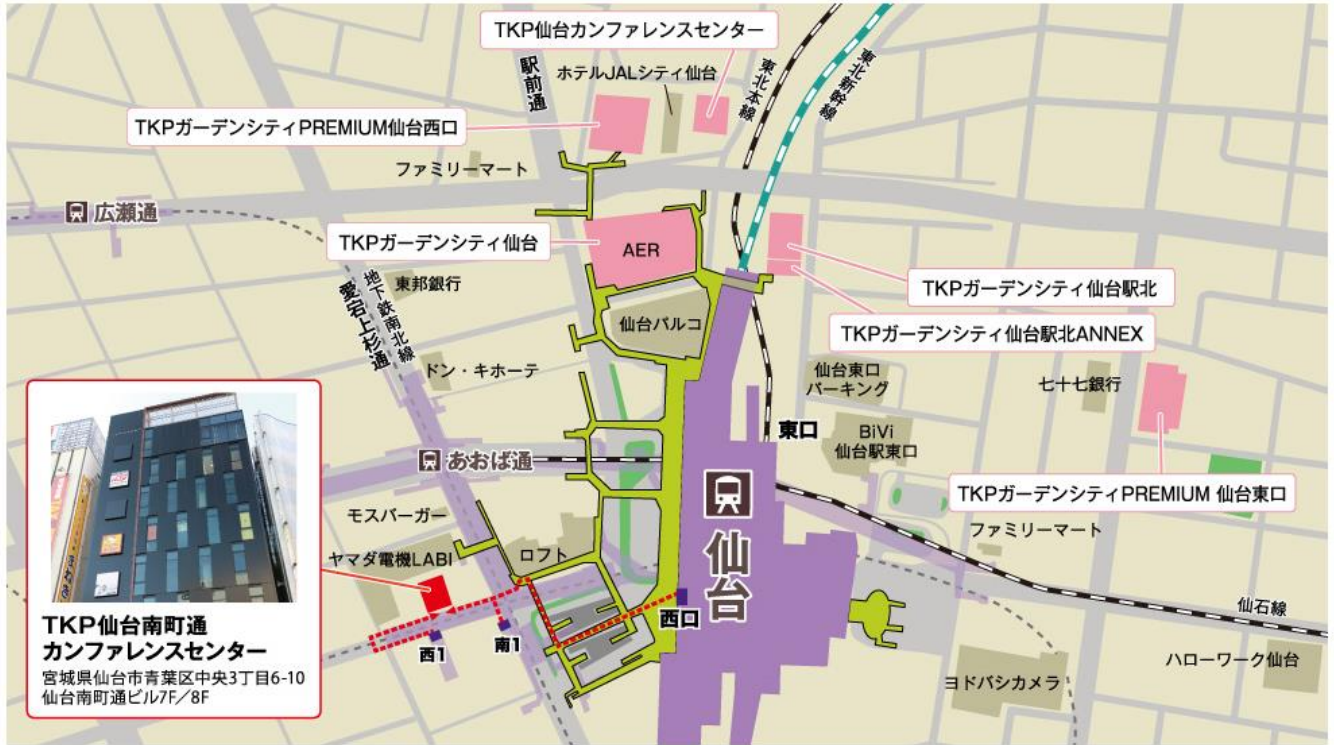 TKP仙台カンファレンスセンター
ホテルJALシティ仙台
駅前通
東北本線
東北新幹線
TKPガーデンシティPREMIUM仙台西口
ファミリーマート
広瀬通
TKPガーデンシティ仙台
AER
東邦銀行
地下鉄南北線
愛宕上杉通
仙台パルコ
TKPガーデンシティ仙台駅北
TKPガーデンシティ仙台駅北ANNEX
ドン・キホーテ
仙台東口
パーキング
七十七銀行
東口
BiVi
仙台駅東口
あおば通
TKPガーデンシティPREMIUM 仙台東口
仙台
モスバーガー
ファミリーマート
ロフト
ヤマダ電機LABI
西口
仙石線
西1
南1
ハローワーク仙台
ヨドバシカメラ
TKP仙台南町通
カンファレンスセンター
宮城県仙台市青葉区中央3丁目6-10
仙台南町通ビル7F／8F